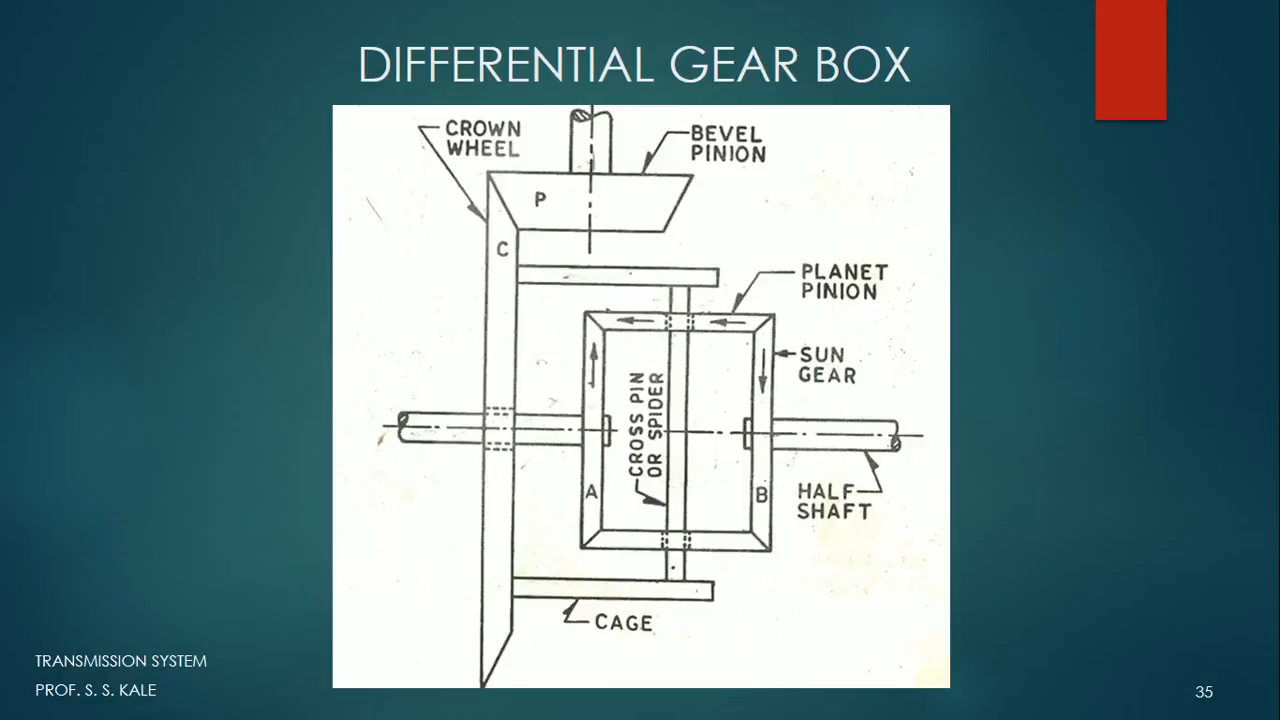 DIFFERENTIAL GEAR BOX
CROWN
WHEEL
BEVEL
PINION
P
C
PLANET
PINION
SUN
GEAR
CROSS PIN
OR SPIDER
A
B
HALF
SHAFT
CAGE
TRANSMISSION SYSTEM
PROF. S. S. KALE
35